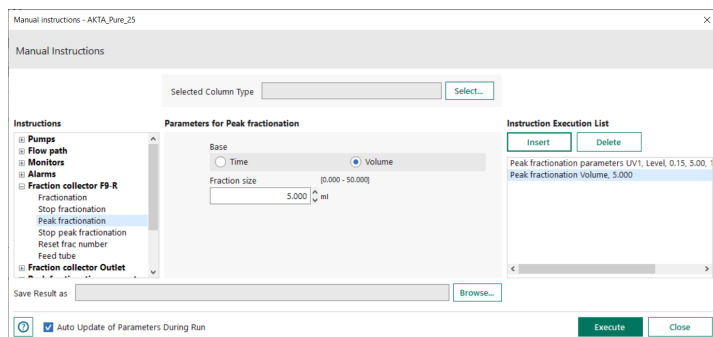 Manual instructions - AKTA_Pure_25
Manual Instructions
Selected Column Type
Select...
Instructions
Pumps
Flow path
Monitors
Alarms
Fraction collector F9-R
Fractionation
Stop fractionation
Peak fractionation
Stop peak fractionation
Reset frac number
Feed tube
Fraction collector Outlet
Parameters for Peak fractionation
Base
Time
Volume
Fraction size
[0.000 - 50.000]
5.000
ml
Instruction Execution List
Insert
Delete
Peak fractionation parameters UV1, Level, 0.15, 5.00, 1
Peak fractionation Volume, 5.000
Save Result as
Browse...
Auto Update of Parameters During Run
Execute
Close